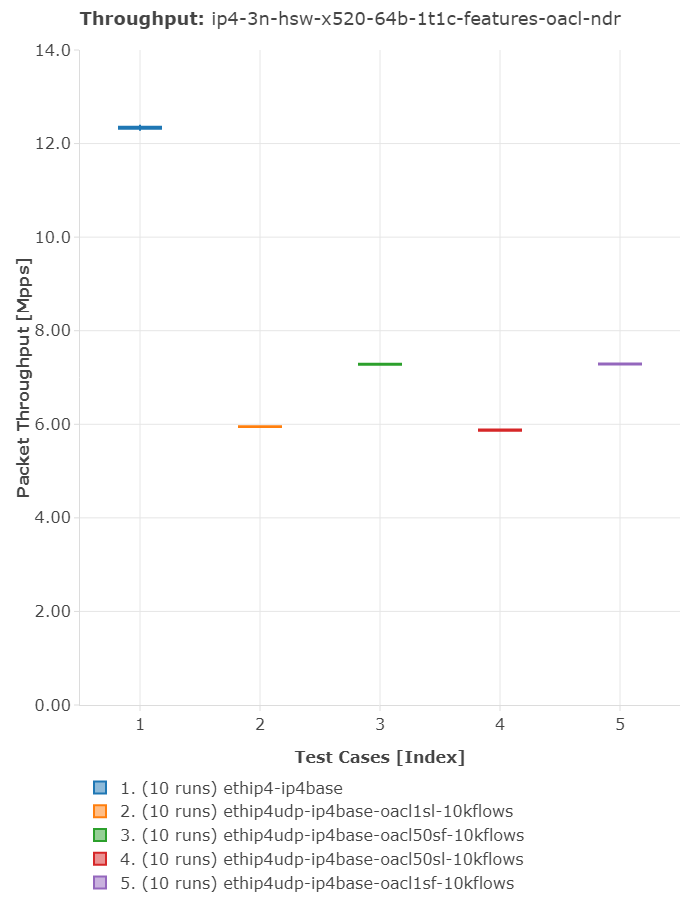 Throughput: ip4-3n-hsw-x520-64b-1t1c-features-oacl-ndr
14.0
12.0
10.0
8.00
6.00
4.00
2.00
0.00
Packet Throughput [Mpps]
1 2 3 4 5
Test Cases [Index]
1. (10 runs) ethip4-ip4base
2. (10 runs) ethip4udp-ip4base-oacl1sl-10kflows
3. (10 runs) ethip4udp-ip4base-oacl50sf-10kflows
4. (10 runs) ethip4udp-ip4base-oacl50sl-10kflows
5. (10 runs) ethip4udp-ip4base-oacl1sf-10kflows